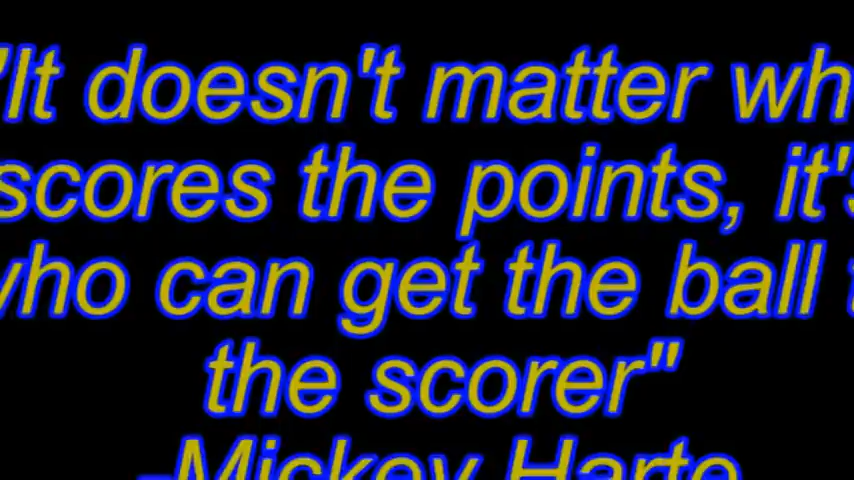 "It doesn't matter wh
scores the points, it's
who can get the ball t
the scorer"
-Mickey Harte